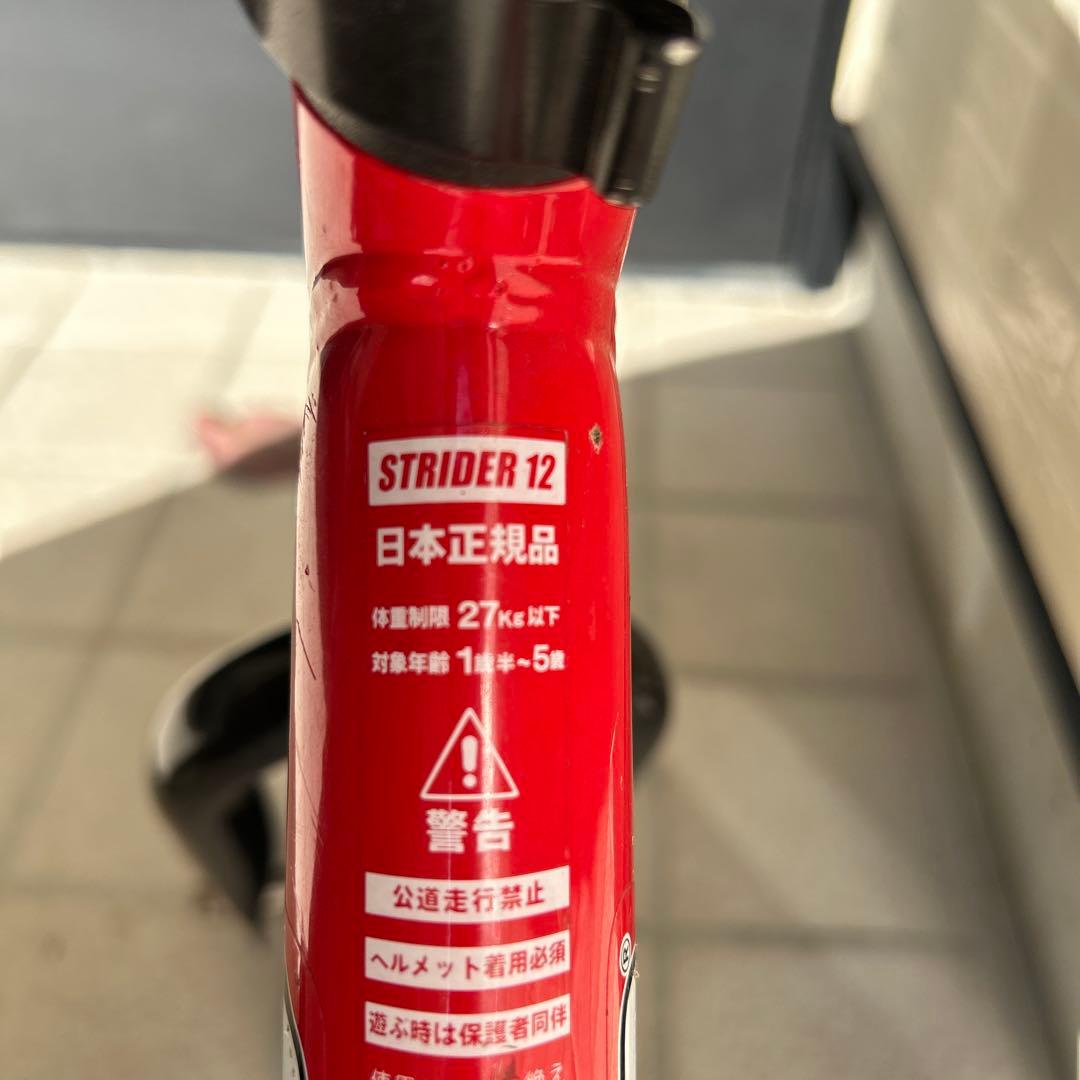 STRIDER 12
日本正規品
体重制限 27Kg以下
対象年齢 1歳半~5歳
警告
公道走行禁止
ヘルメット着用必須
遊ぶ時は保護者同伴
®